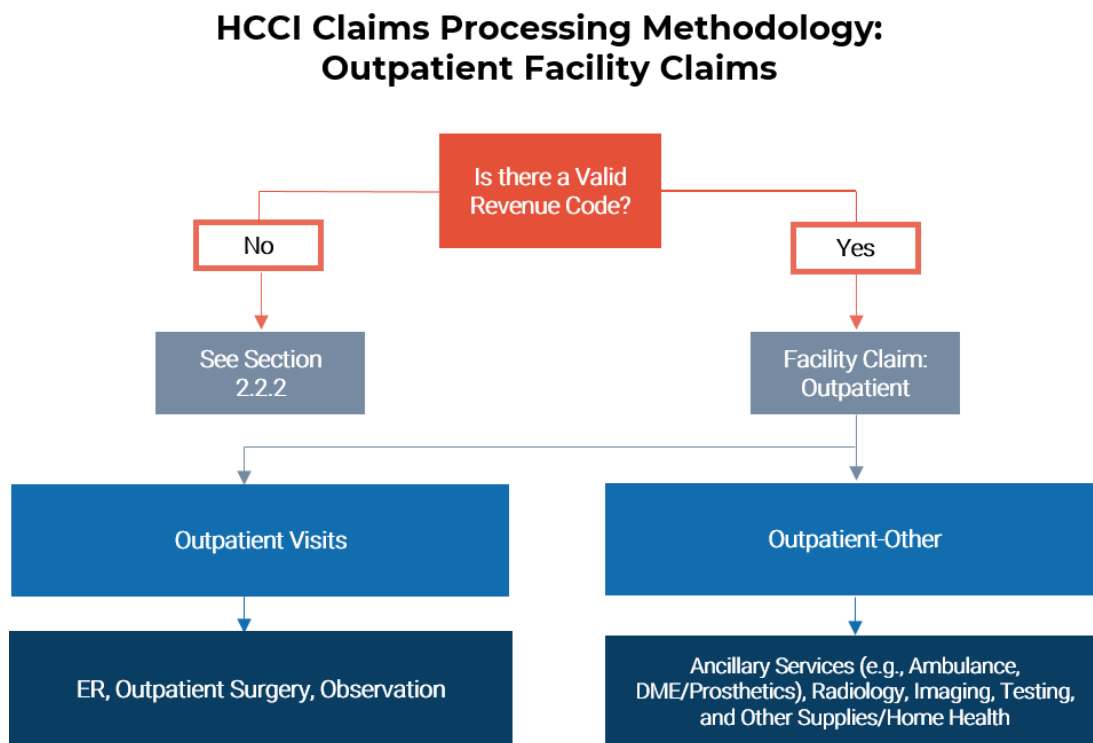 HCCI Claims Processing Methodology:
Outpatient Facility Claims
Is there a Valid
Revenue Code?
No
Yes
See Section
2.2.2
Facility Claim:
Outpatient
Outpatient Visits
Outpatient-Other
ER, Outpatient Surgery, Observation
Ancillary Services (e.g., Ambulance,
DME/Prosthetics), Radiology, Imaging, Testing,
and Other Supplies/Home Health